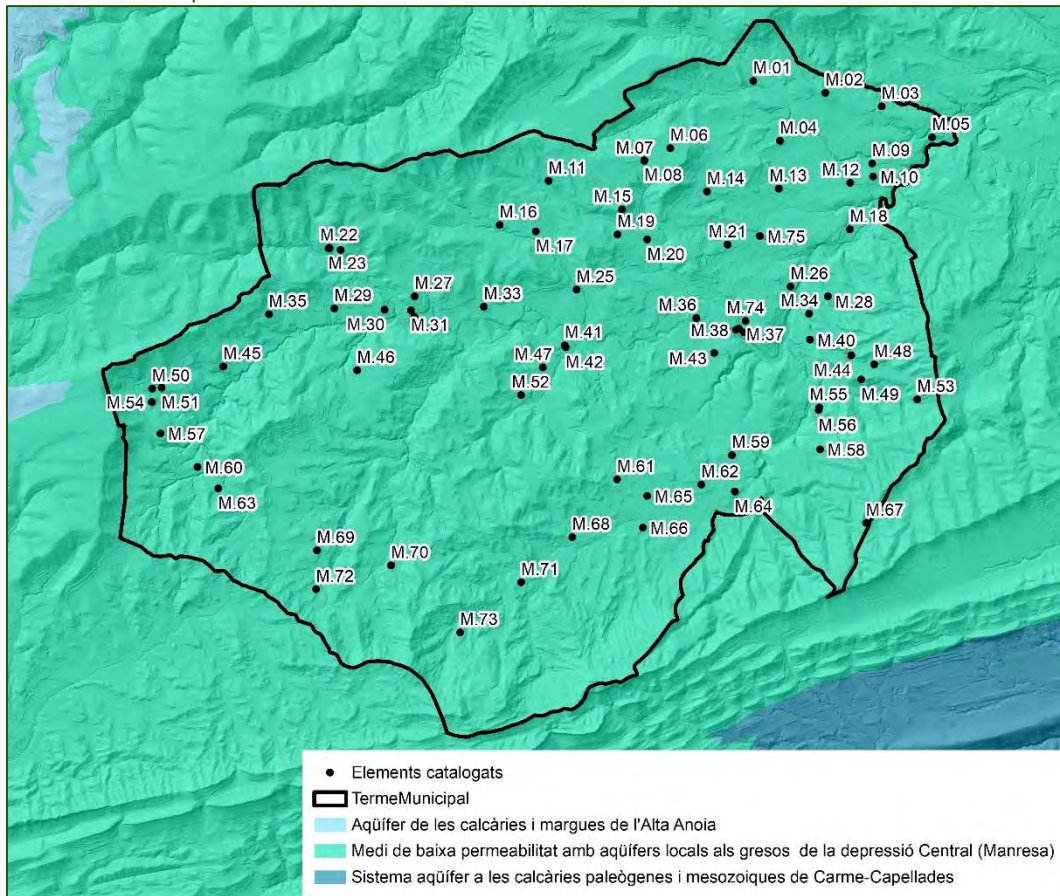 M.01
M.02
M.03
M.04
M.05
M.06
M.07
M.08
M.09
M.10
M.11
M.12
M.13
M.14
M.15
M.16
M.17
M.18
M.19
M.20
M.21
M.75
M.22
M.23
M.25
M.26
M.27
M.28
M.29
M.30
M.31
M.33
M.34
M.35
M.36
M.74
M.37
M.38
M.40
M.41
M.42
M.43
M.44
M.45
M.46
M.47
M.48
M.49
M.50
M.51
M.52
M.53
M.54
M.55
M.56
M.57
M.58
M.59
M.60
M.61
M.62
M.63
M.64
M.65
M.66
M.67
M.68
M.69
M.70
M.71
M.72
M.73
Elements catalogats
TermeMunicipal
Aqüífer de les calcàries i margues de l'Alta Anoia
Medi de baixa permeabilitat amb aqüífers locals als gresos de la depressió Central (Manresa)
Sistema aqüífer a les calcàries paleògenes i mesozoiques de Carme-Capellades